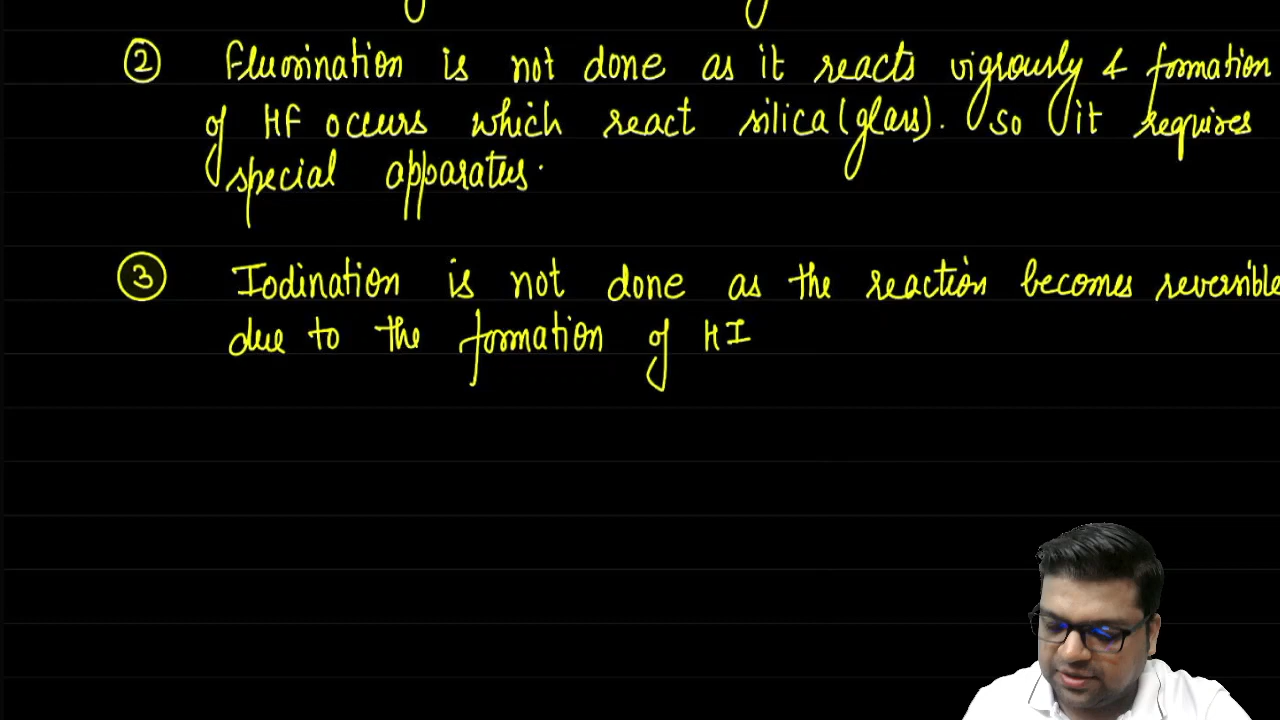 ② Fluorination is not done as it reacts vigrously & formation
of HF occurs which react silica (glass). so it requires
special apparatus.
③ Iodination is not done as the reaction becomes reversible
due to the formation of HI